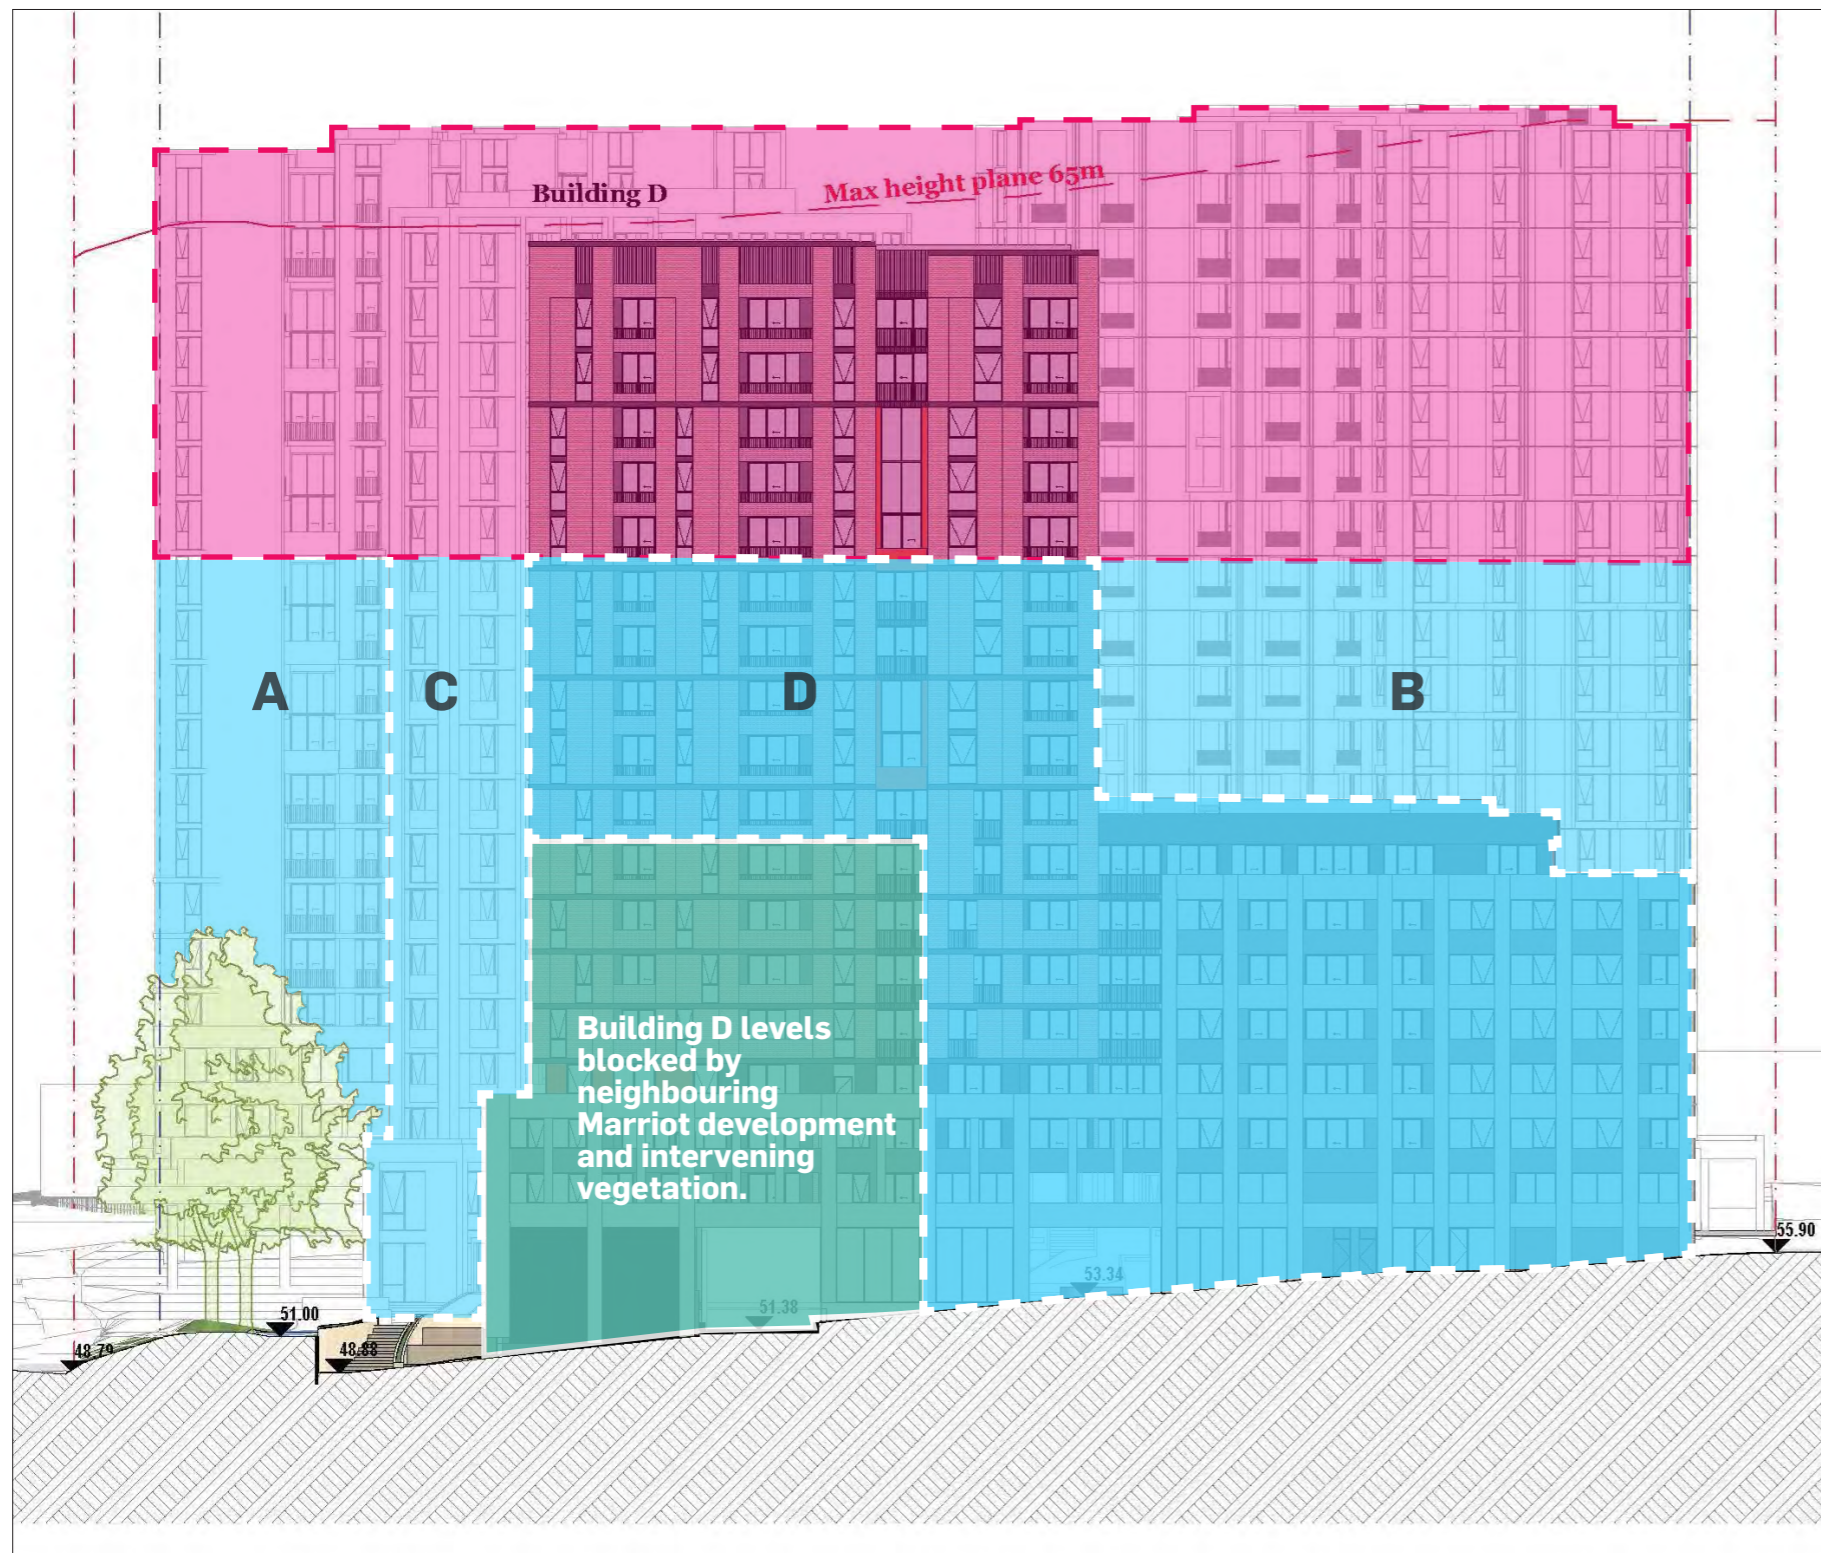 Building D
Max height plane 65m
A
C
D
B
Building D levels
blocked by
neighbouring
Marriot development
and intervening
vegetation.
55.90
53.34
51.38
51.00
48.88
48.79